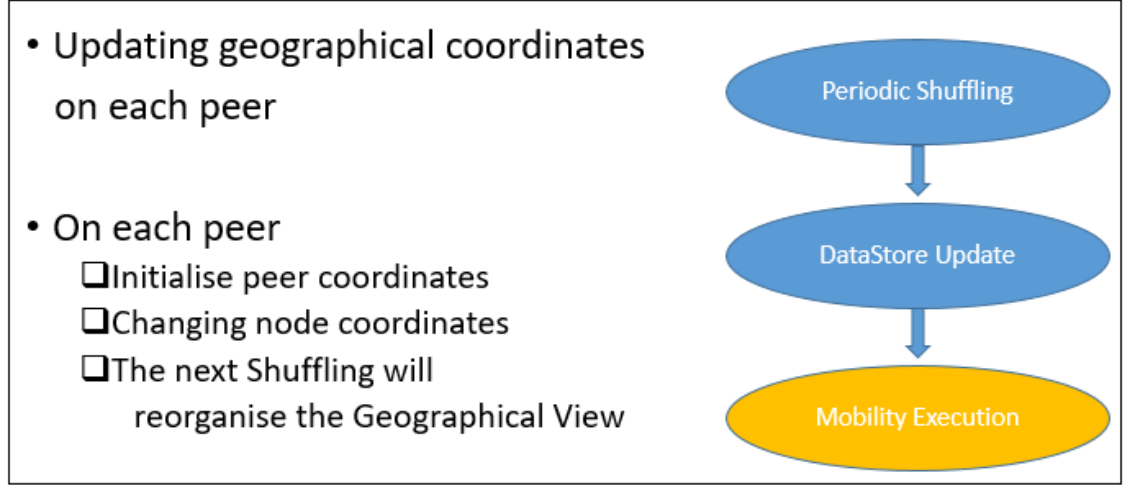 • Updating geographical coordinates
on each peer
• On each peer
❑Initialise peer coordinates
❑Changing node coordinates
❑The next Shuffling will
reorganise the Geographical View
Periodic Shuffling
DataStore Update
Mobility Execution